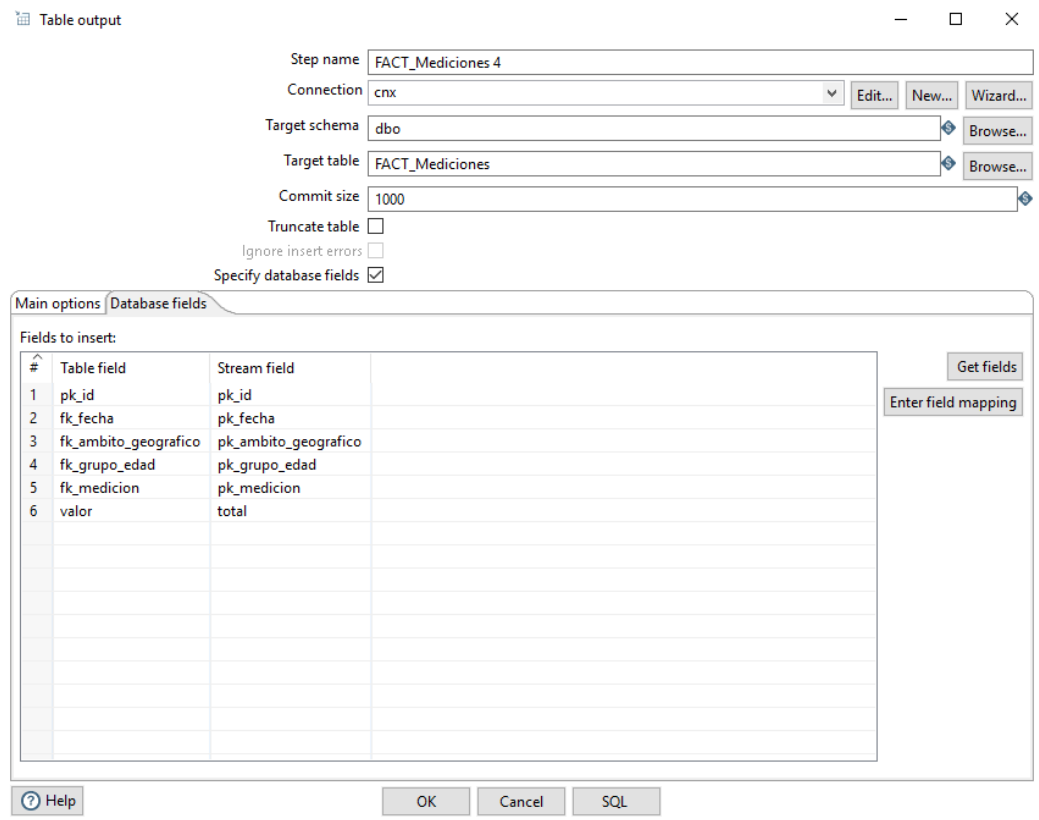 Table output
Step name FACT_Mediciones 4
Connection cnx Edit... New... Wizard...
Target schema dbo Browse...
Target table FACT_Mediciones Browse...
Commit size 1000
Truncate table
Ignore insert errors
Specify database fields
Main options Database fields
Fields to insert:
# Table field Stream field Get fields
1 pk_id pk_id Enter field mapping
2 fk_fecha pk_fecha
3 fk_ambito_geografico pk_ambito_geografico
4 fk_grupo_edad pk_grupo_edad
5 fk_medicion pk_medicion
6 valor total
? Help OK Cancel SQL